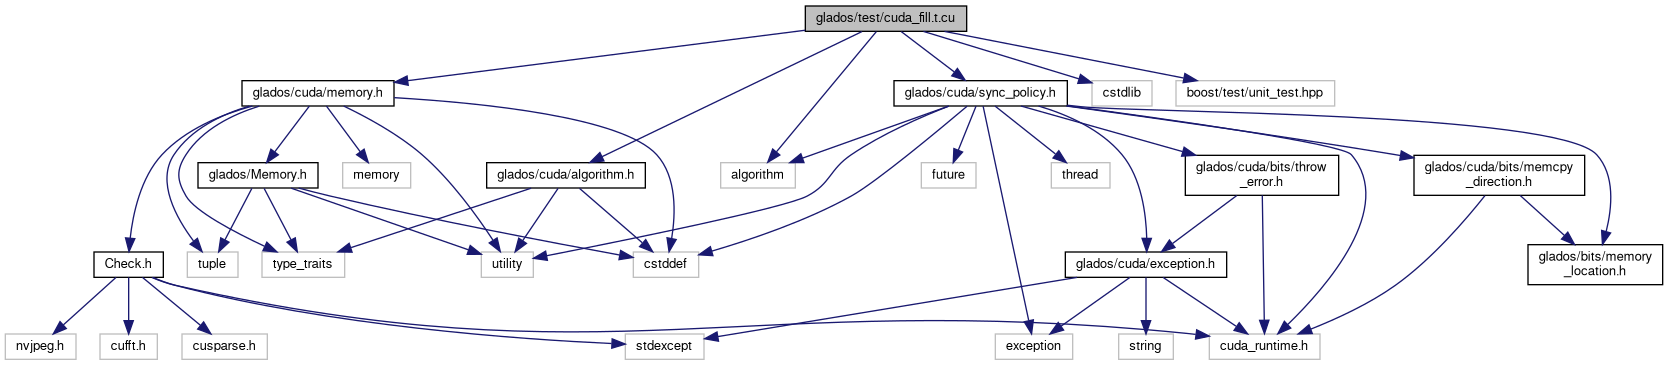 glados/test/cuda_fill.t.cu
glados/cuda/memory.h
glados/cuda/sync_policy.h
cstdlib
boost/test/unit_test.hpp
glados/Memory.h
memory
glados/cuda/algorithm.h
algorithm
future
thread
glados/cuda/bits/throw
_error.h
glados/cuda/bits/memcpy
_direction.h
Check.h
tuple
type_traits
utility
cstddef
glados/cuda/exception.h
glados/bits/memory
_location.h
nvjpeg.h
cufft.h
cusparse.h
stdexcept
exception
string
cuda_runtime.h